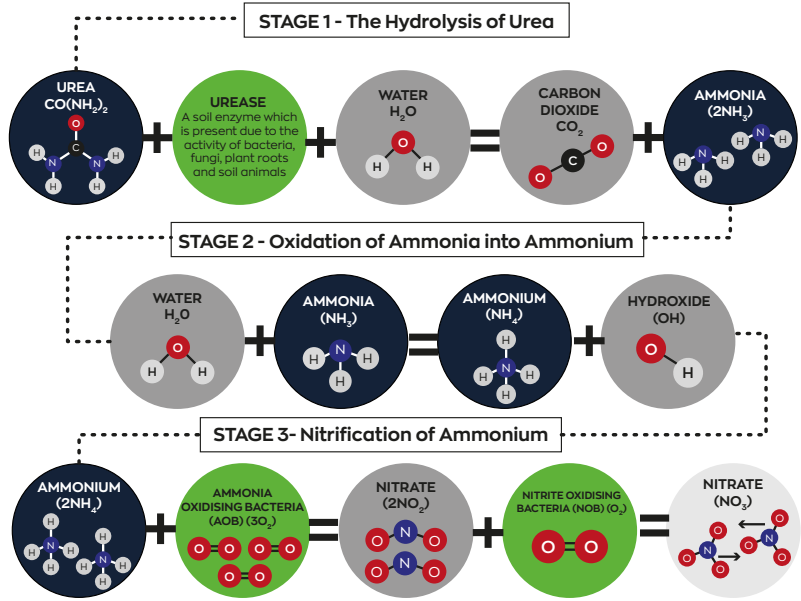 STAGE 1 - The Hydrolysis of Urea
UREA
CO(NH₂)₂
O
C
H N N H
H H
+
UREASE
A soil enzyme which
is present due to the
activity of bacteria,
fungi, plant roots
and soil animals
+
WATER
H₂O
O
H H
=
CARBON
DIOXIDE
CO₂
O C O
+
AMMONIA
(2NH₃)
H N H
H
H N H
H
STAGE 2 - Oxidation of Ammonia into Ammonium
WATER
H₂0
O
H H
+
AMMONIA
(NH₃)
N
H H
H
=
AMMONIUM
(NH₄)
H
N
H H
H
+
HYDROXIDE
(OH)
O
H
STAGE 3- Nitrification of Ammonium
AMMONIUM
(2NH₄)
H
H N H
H
H
H N H
H
+
AMMONIA
OXIDISING BACTERIA
(AOB) (3O₂)
O=O O=O
O=O
=
NITRATE
(2NO₂)
N
O O
N
O O
+
NITRITE OXIDISING
BACTERIA (NOB) (O₂)
O=O
=
NITRATE
(NO₃)
O
N
O O
O
N
O O